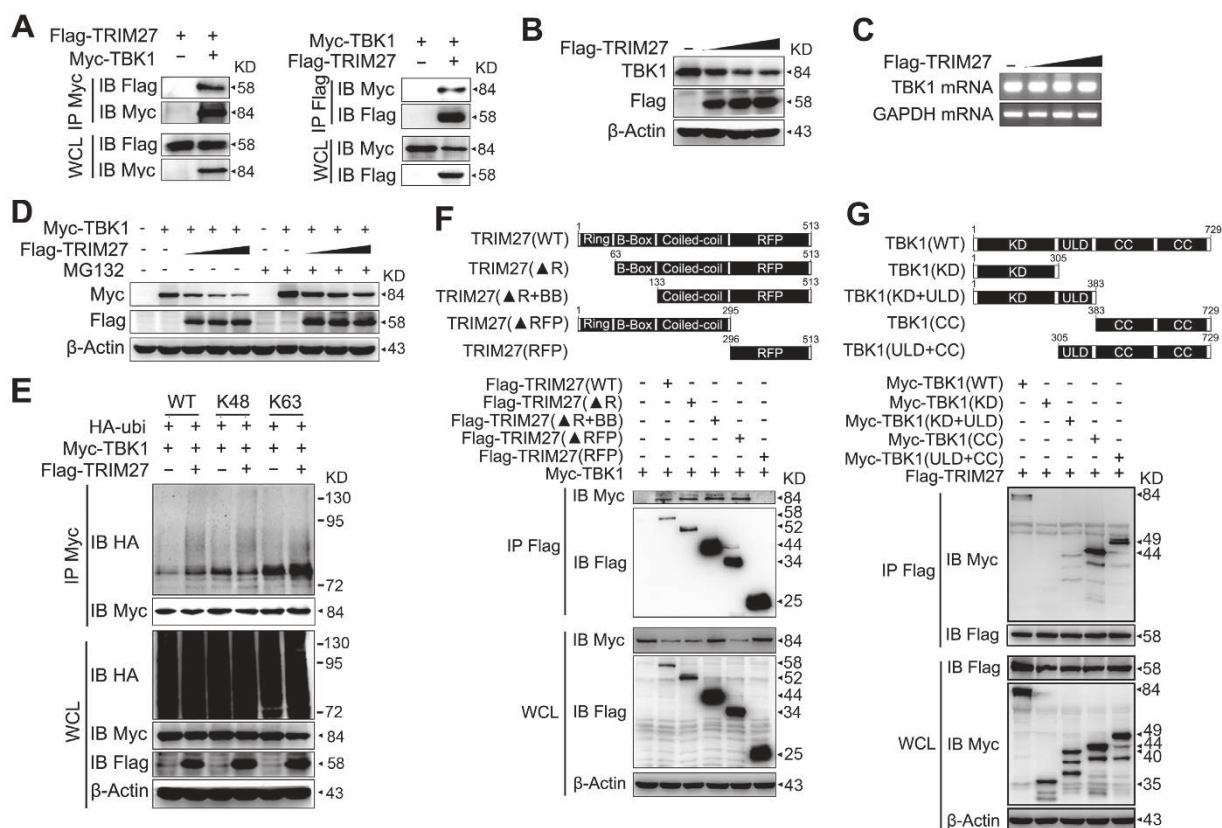 A
Flag-TRIM27 + +
Myc-TBK1 − +
KD
IP Myc
IB Flag ◂58
IB Myc ◂84
WCL
IB Flag ◂58
IB Myc ◂84
Myc-TBK1 + +
Flag-TRIM27 − +
KD
IP Flag
IB Myc ◂84
IB Flag ◂58
WCL
IB Myc ◂84
IB Flag ◂58
B
Flag-TRIM27 −
KD
TBK1 ◂84
Flag ◂58
β-Actin ◂43
C
Flag-TRIM27 −
TBK1 mRNA
GAPDH mRNA
D
Myc-TBK1 - + + + + - + + + +
Flag-TRIM27 - - - -
MG132 - - - - - + + + + +
KD
Myc ◂84
Flag ◂58
β-Actin ◂43
E
WT K48 K63
HA-ubi + + + + + +
Myc-TBK1 + + + + + +
Flag-TRIM27 − + − + − +
KD
IP Myc
IB HA
-130
-95
-72
IB Myc ◂84
WCL
IB HA
-130
-95
-72
IB Myc ◂84
IB Flag ◂58
β-Actin ◂43
F
1 513
TRIM27(WT) Ring B-Box Coiled-coil RFP
63 513
TRIM27(▲R) B-Box Coiled-coil RFP
133 513
TRIM27(▲R+BB) Coiled-coil RFP
1 295
TRIM27(▲RFP) Ring B-Box Coiled-coil
296 513
TRIM27(RFP) RFP
Flag-TRIM27(WT) - + - - - -
Flag-TRIM27(▲R) - - + - - -
Flag-TRIM27(▲R+BB) - - - + - -
Flag-TRIM27(▲RFP) - - - - + -
Flag-TRIM27(RFP) - - - - - +
Myc-TBK1 + + + + + +
KD
IP Flag
IB Myc ◂84
IB Flag
◂58
◂52
◂44
◂34
◂25
WCL
IB Myc ◂84
IB Flag
◂58
◂52
◂44
◂34
◂25
β-Actin ◂43
G
1 729
TBK1(WT) KD ULD CC CC
1 305
TBK1(KD) KD
1 383
TBK1(KD+ULD) KD ULD
383 729
TBK1(CC) CC CC
305 729
TBK1(ULD+CC) ULD CC CC
Myc-TBK1(WT) + - - - -
Myc-TBK1(KD) - + - - -
Myc-TBK1(KD+ULD) - - + - -
Myc-TBK1(CC) - - - + -
Myc-TBK1(ULD+CC) - - - - +
Flag-TRIM27 + + + + +
KD
IP Flag
IB Myc
◂84
◂49
◂44
IB Flag ◂58
WCL
IB Flag ◂58
IB Myc
◂84
◂49
◂44
◂40
◂35
β-Actin ◂43